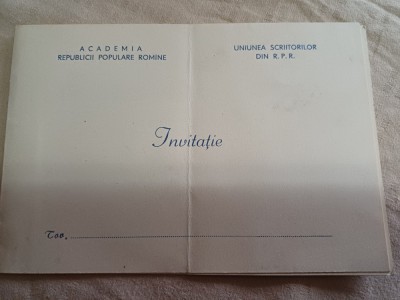 ACADEMIA
REPUBLICII POPULARE ROMINE
UNIUNEA SCRIITORILOR
DIN R.P.R.
Invitație
Tov.